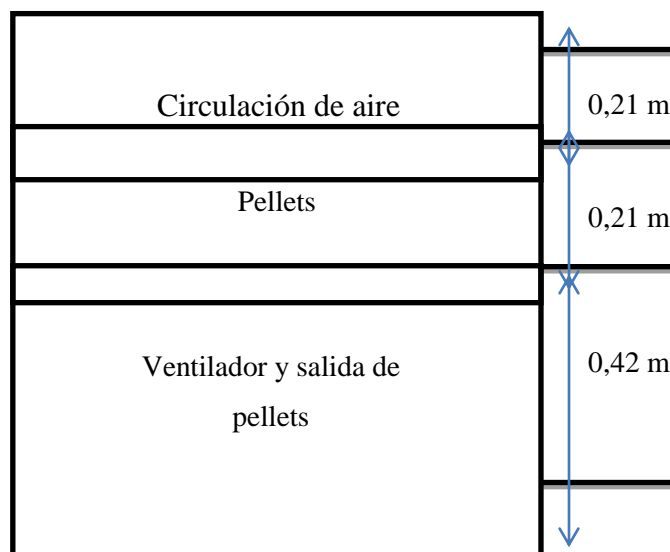 Circulación de aire
0,21 m
Pellets
0,21 m
Ventilador y salida de
pellets
0,42 m